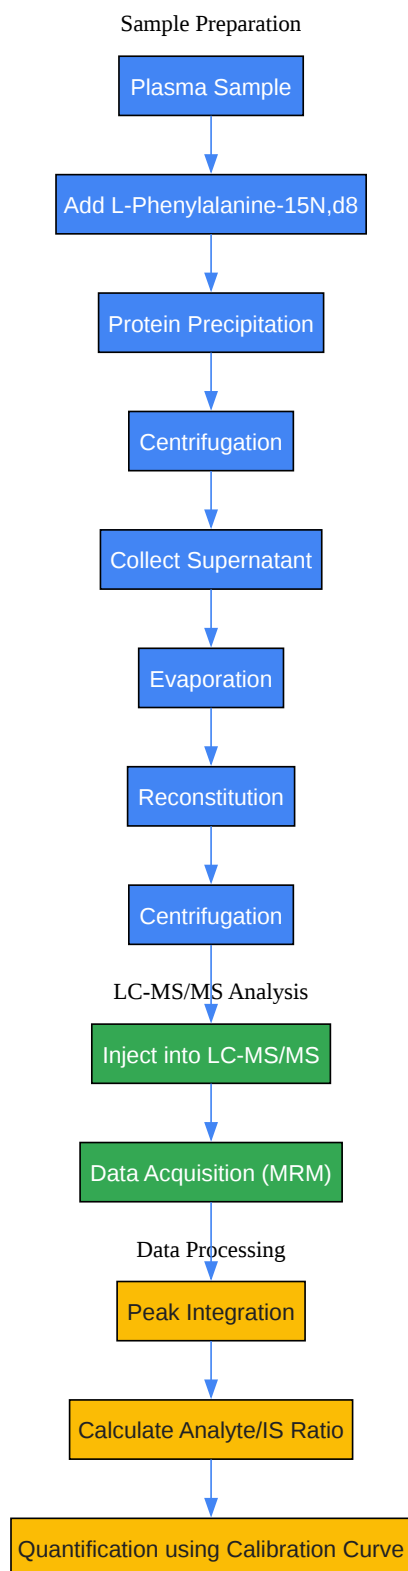 Sample Preparation
Plasma Sample
Add L-Phenylalanine-15N,d8
Protein Precipitation
Centrifugation
Collect Supernatant
Evaporation
Reconstitution
Centrifugation
LC-MS/MS Analysis
Inject into LC-MS/MS
Data Acquisition (MRM)
Data Processing
Peak Integration
Calculate Analyte/IS Ratio
Quantification using Calibration Curve